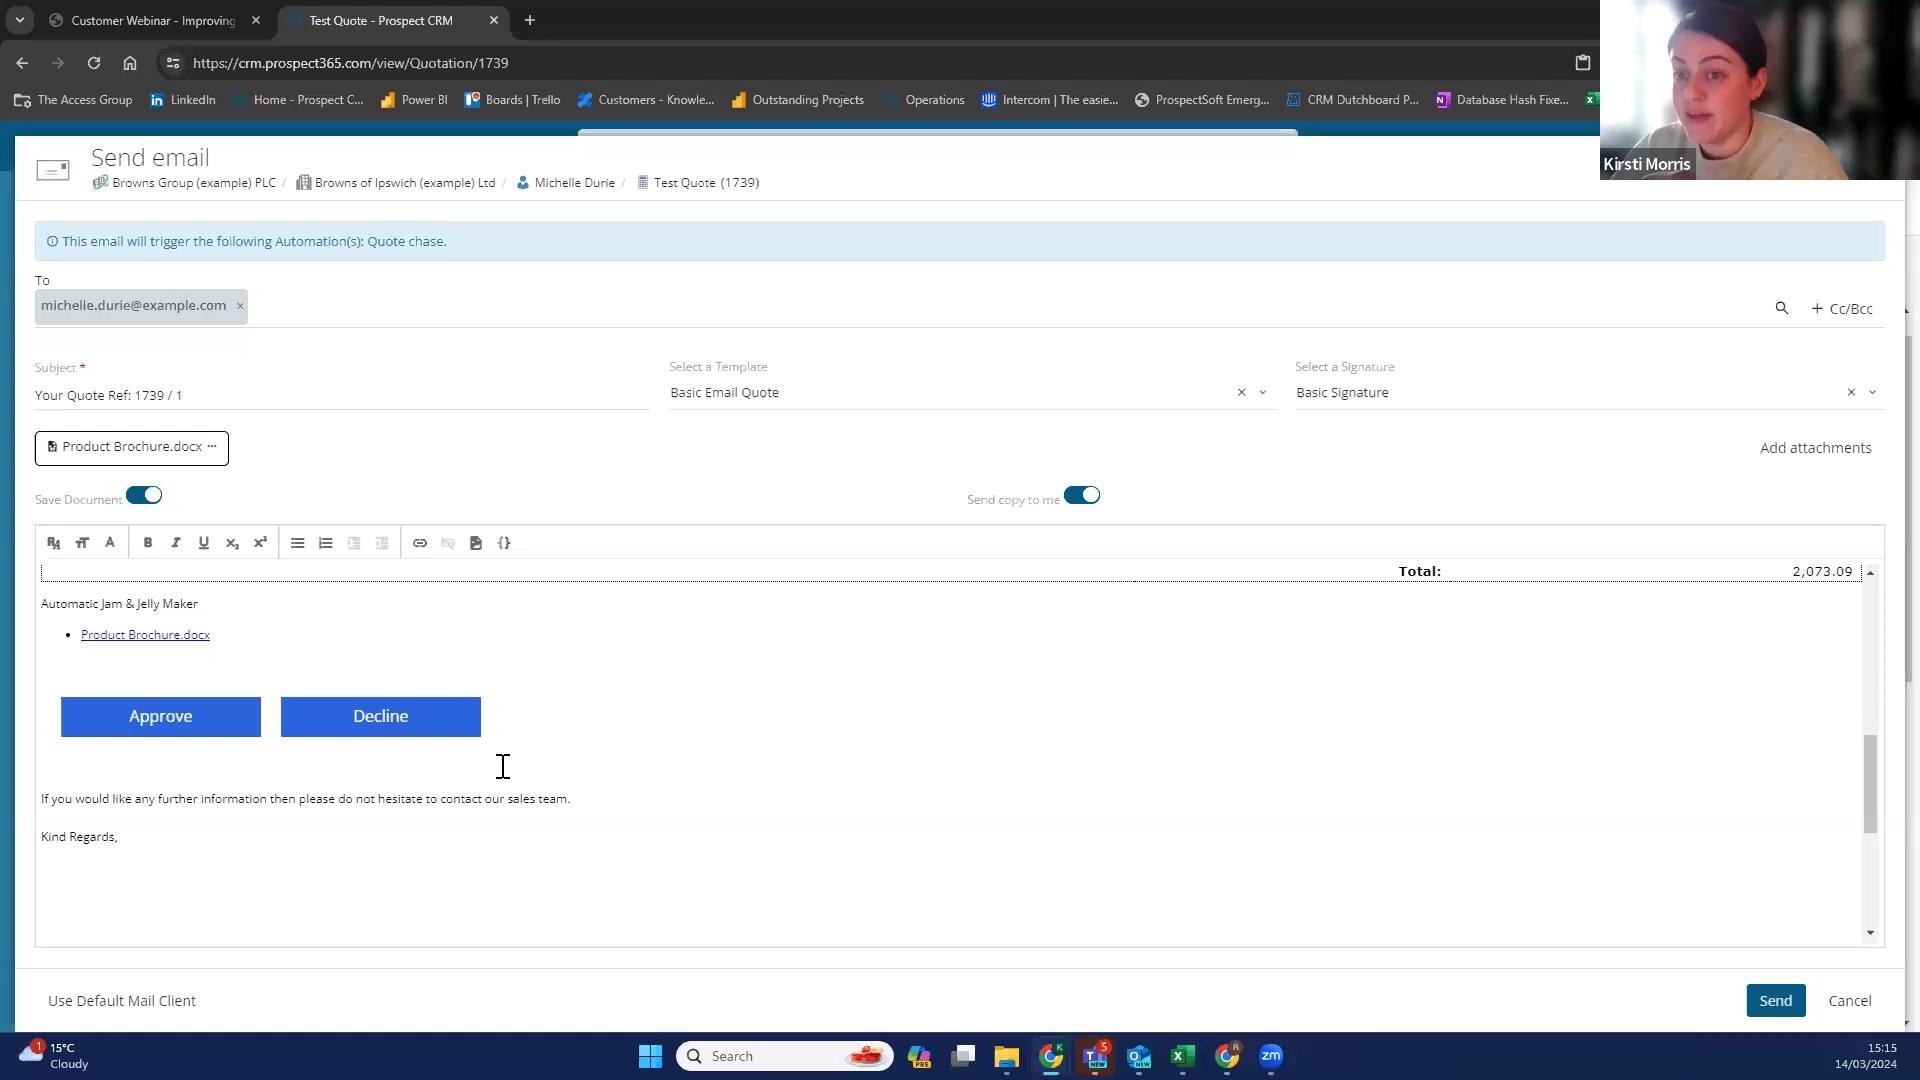 Customer Webinar - Improving
Test Quote - Prospect CRM
https://crm.prospect365.com/view/Quotation/1739
The Access Group
LinkedIn
Home - Prospect C...
Power BI
Boards | Trello
Customers - Knowle...
Outstanding Projects
Operations
Intercom | The easie...
ProspectSoft Emerg...
CRM Dutchboard P...
Database Hash Fixe...
Kirsti Morris
Send email
Browns Group (example) PLC / Browns of Ipswich (example) Ltd / Michelle Durie / Test Quote (1739)
This email will trigger the following Automation(s): Quote chase.
To
michelle.durie@example.com ×
+ Cc/Bcc
Subject *
Select a Template
Select a Signature
Your Quote Ref: 1739 / 1
Basic Email Quote
Basic Signature
Product Brochure.docx ···
Add attachments
Save Document
Send copy to me
Total: 2,073.09
Automatic Jam & Jelly Maker
• Product Brochure.docx
Approve
Decline
If you would like any further information then please do not hesitate to contact our sales team.
Kind Regards,
Use Default Mail Client
Send
Cancel
1
15°C
Cloudy
Search
PRE
K
5
NEW
NEW
R
zm
15:15
14/03/2024